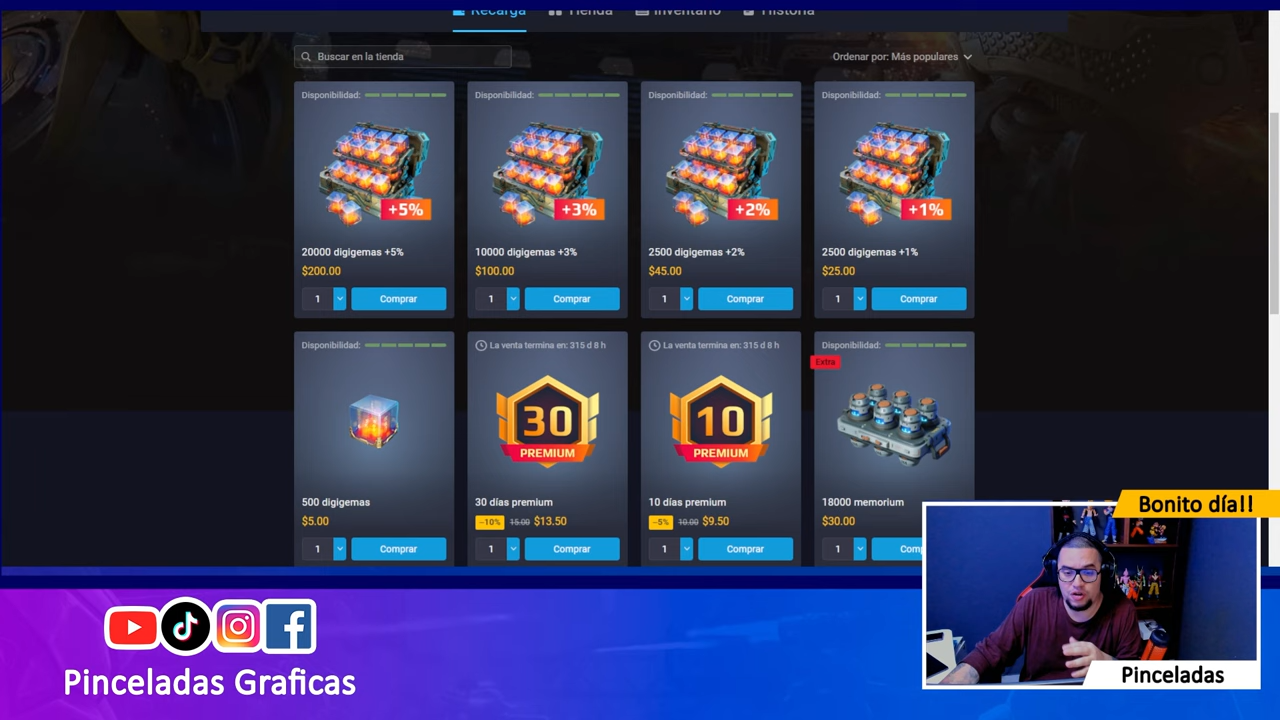 Recarga Tienda Inventario Historia
Buscar en la tienda
Ordenar por: Más populares
Disponibilidad: Disponibilidad: Disponibilidad: Disponibilidad:
+5% +3% +2% +1%
20000 digigemas +5% 10000 digigemas +3% 2500 digigemas +2% 2500 digigemas +1%
$200.00 $100.00 $45.00 $25.00
1 Comprar 1 Comprar 1 Comprar 1 Comprar
Disponibilidad: La venta termina en: 315 d 8 h La venta termina en: 315 d 8 h Disponibilidad:
Extra
30 10
PREMIUM PREMIUM
500 digigemas 30 días premium 10 días premium 18000 memorium
$5.00 −10% 15.00 $13.50 −5% 10.00 $9.50 $30.00
1 Comprar 1 Comprar 1 Comprar 1 Com
Bonito día!!
Pinceladas
Pinceladas Graficas